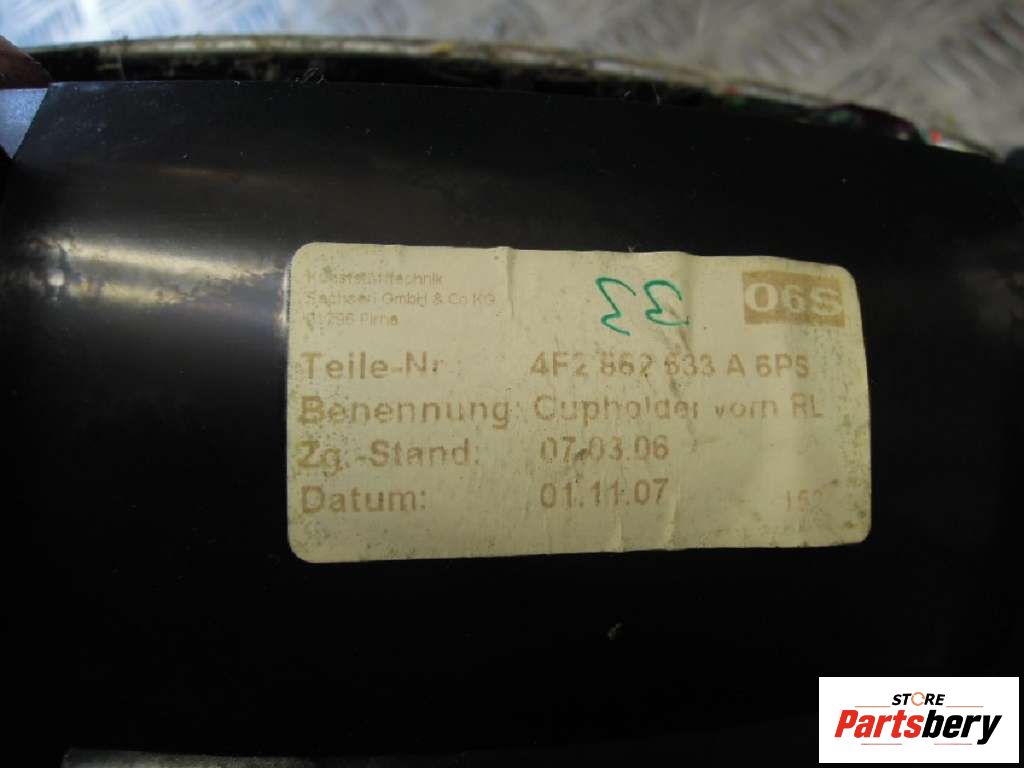 Kunststofftechnik
Sachsen GmbH & Co KG
01796 Pirna
33
06S
Teile-Nr.: 4F2 862 533 A 6PS
Benennung: Cupholder vorn RL
Zg.-Stand: 07.03.06
Datum: 01.11.07
STORE
Partsbery